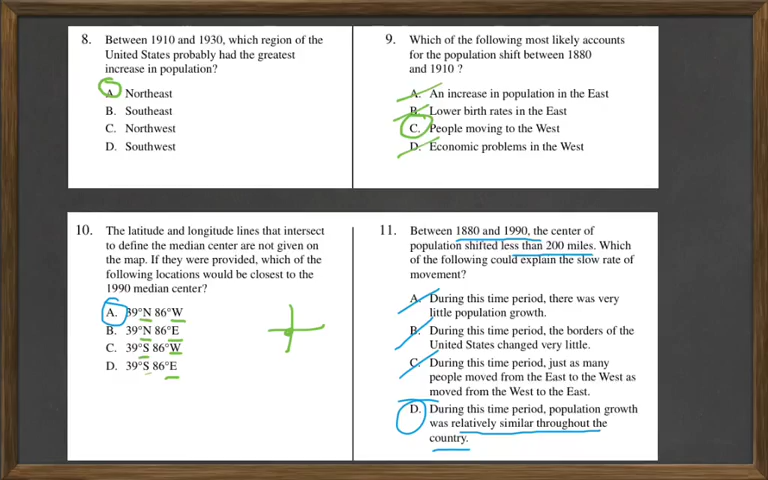 8. Between 1910 and 1930, which region of the
United States probably had the greatest
increase in population?
A. Northeast
B. Southeast
C. Northwest
D. Southwest
9. Which of the following most likely accounts
for the population shift between 1880
and 1910 ?
A. An increase in population in the East
B. Lower birth rates in the East
C. People moving to the West
D. Economic problems in the West
10. The latitude and longitude lines that intersect
to define the median center are not given on
the map. If they were provided, which of the
following locations would be closest to the
1990 median center?
A. 39°N 86°W
B. 39°N 86°E
C. 39°S 86°W
D. 39°S 86°E
11. Between 1880 and 1990, the center of
population shifted less than 200 miles. Which
of the following could explain the slow rate of
movement?
A. During this time period, there was very
little population growth.
B. During this time period, the borders of the
United States changed very little.
C. During this time period, just as many
people moved from the East to the West as
moved from the West to the East.
D. During this time period, population growth
was relatively similar throughout the
country.